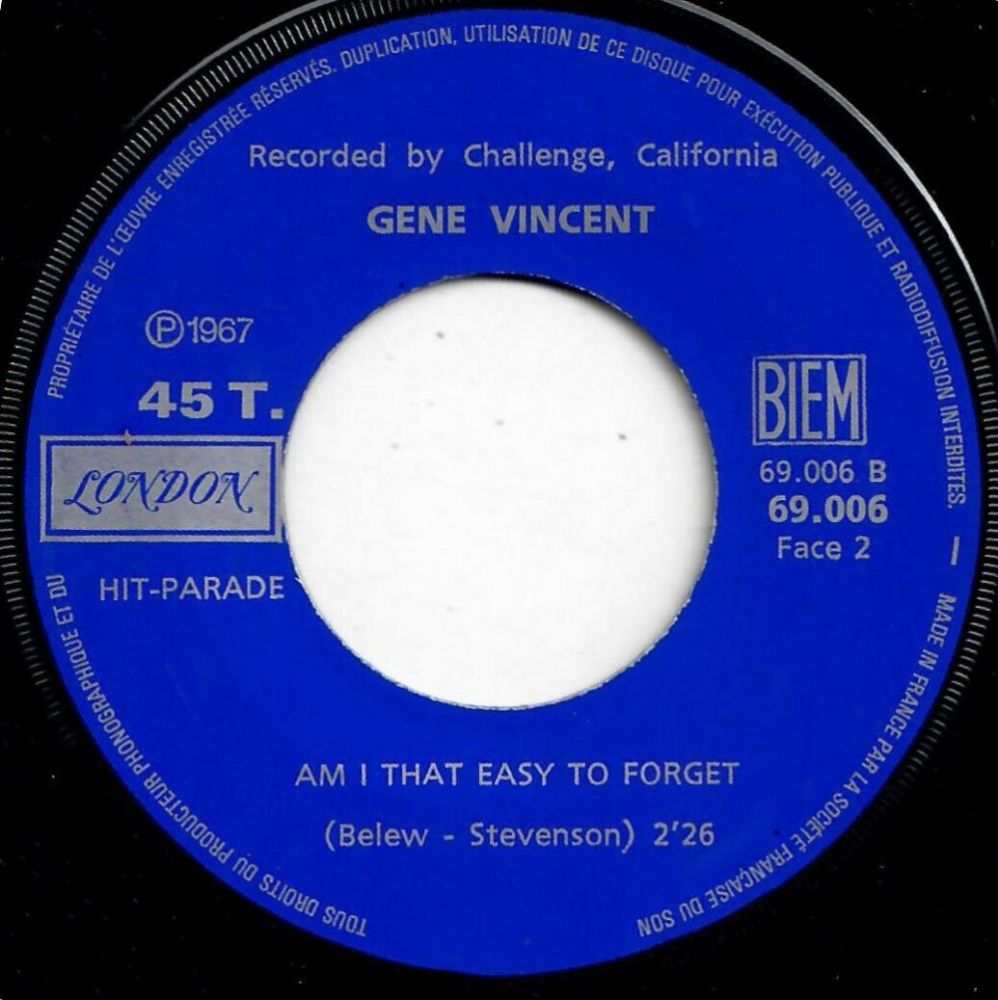 TOUS DROITS DU PRODUCTEUR PHONOGRAPHIQUE ET DU PROPRIÉTAIRE DE L'ŒUVRE ENREGISTRÉE RÉSERVÉS. DUPLICATION, UTILISATION DE CE DISQUE POUR EXÉCUTION PUBLIQUE ET RADIODIFFUSION INTERDITES. — MADE IN FRANCE PAR LA SOCIÉTÉ FRANÇAISE DU SON
Recorded by Challenge, California
GENE VINCENT
Ⓟ 1967
45 T.
LONDON
HIT-PARADE
BIEM
69.006 B
69.006
Face 2
AM I THAT EASY TO FORGET
(Belew - Stevenson) 2'26